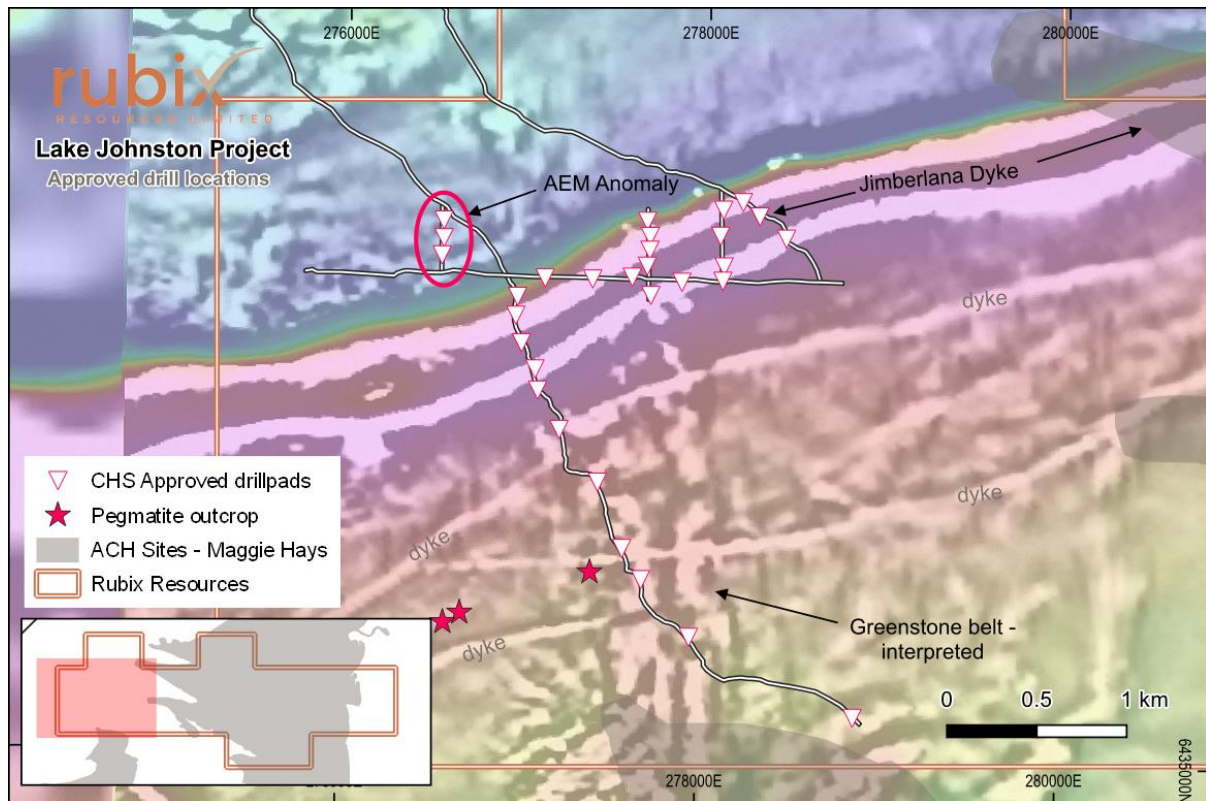 276000E
278000E
280000E
rubix
RESOURCES LIMITED
Lake Johnston Project
Approved drill locations
AEM Anomaly
Jimberlana Dyke
dyke
dyke
dyke
dyke
Greenstone belt -
interpreted
CHS Approved drillpads
Pegmatite outcrop
ACH Sites - Maggie Hays
Rubix Resources
0 0.5 1 km
6435000N
278000E
280000E